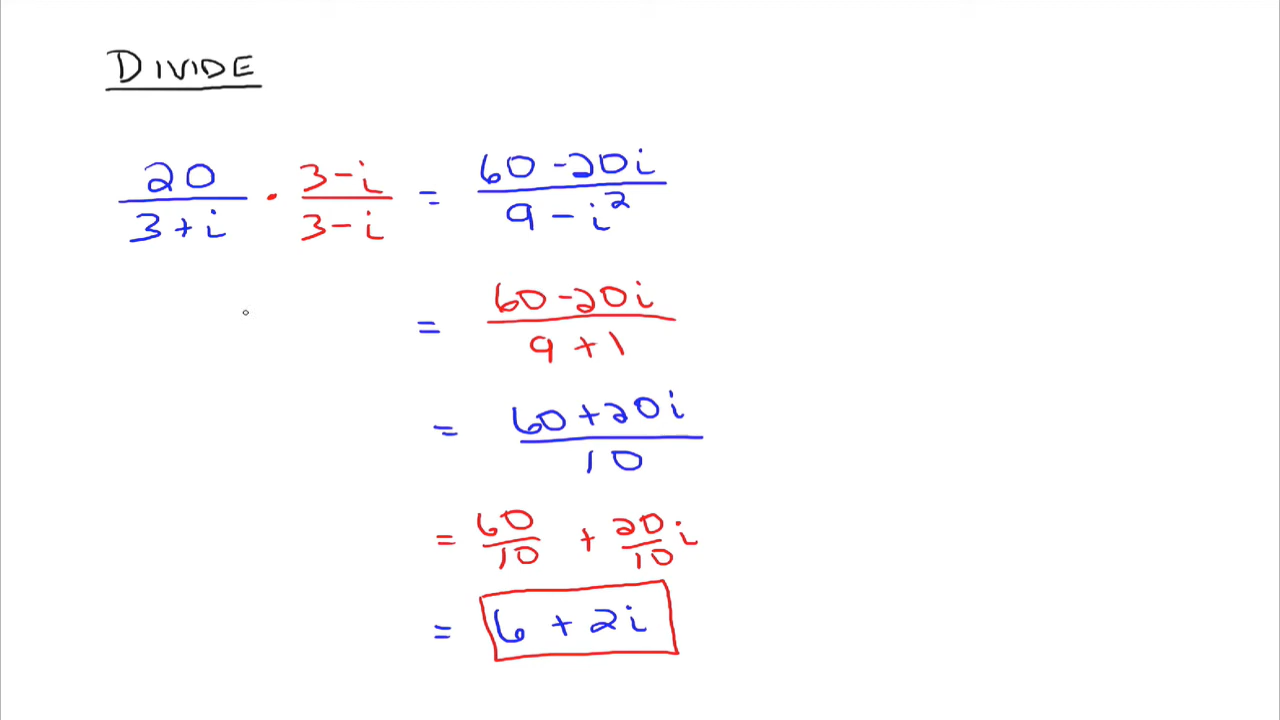 DIVIDE
20/(3+i) · (3-i)/(3-i) = (60-20i)/(9-i²)
= (60-20i)/(9+1)
= (60+20i)/10
= 60/10 + 20/10 i
= 6 + 2i